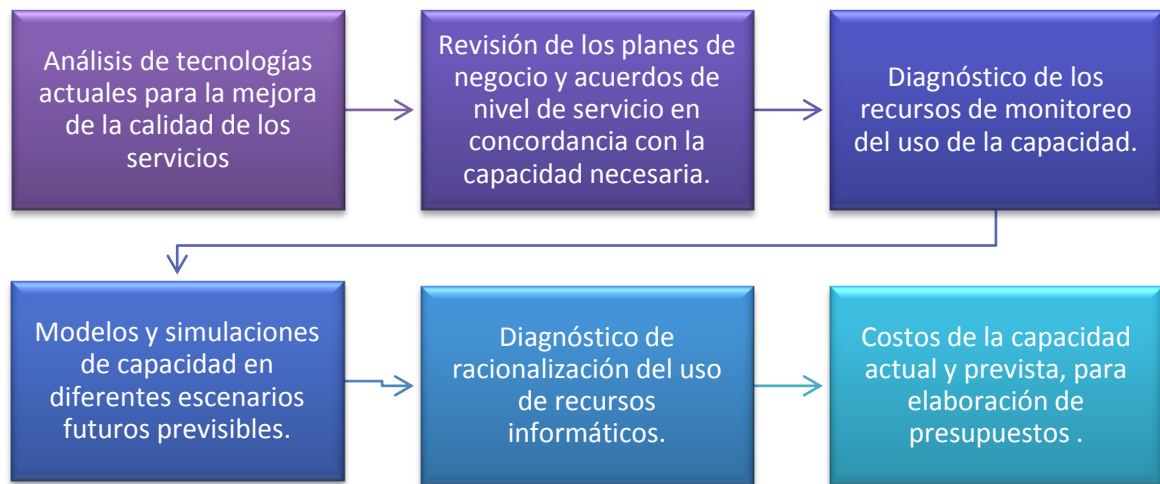 Análisis de tecnologías
actuales para la mejora
de la calidad de los
servicios
Revisión de los planes de
negocio y acuerdos de
nivel de servicio en
concordancia con la
capacidad necesaria.
Diagnóstico de los
recursos de monitoreo
del uso de la capacidad.
Modelos y simulaciones
de capacidad en
diferentes escenarios
futuros previsibles.
Diagnóstico de
racionalización del uso
de recursos
informáticos.
Costos de la capacidad
actual y prevista, para
elaboración de
presupuestos .